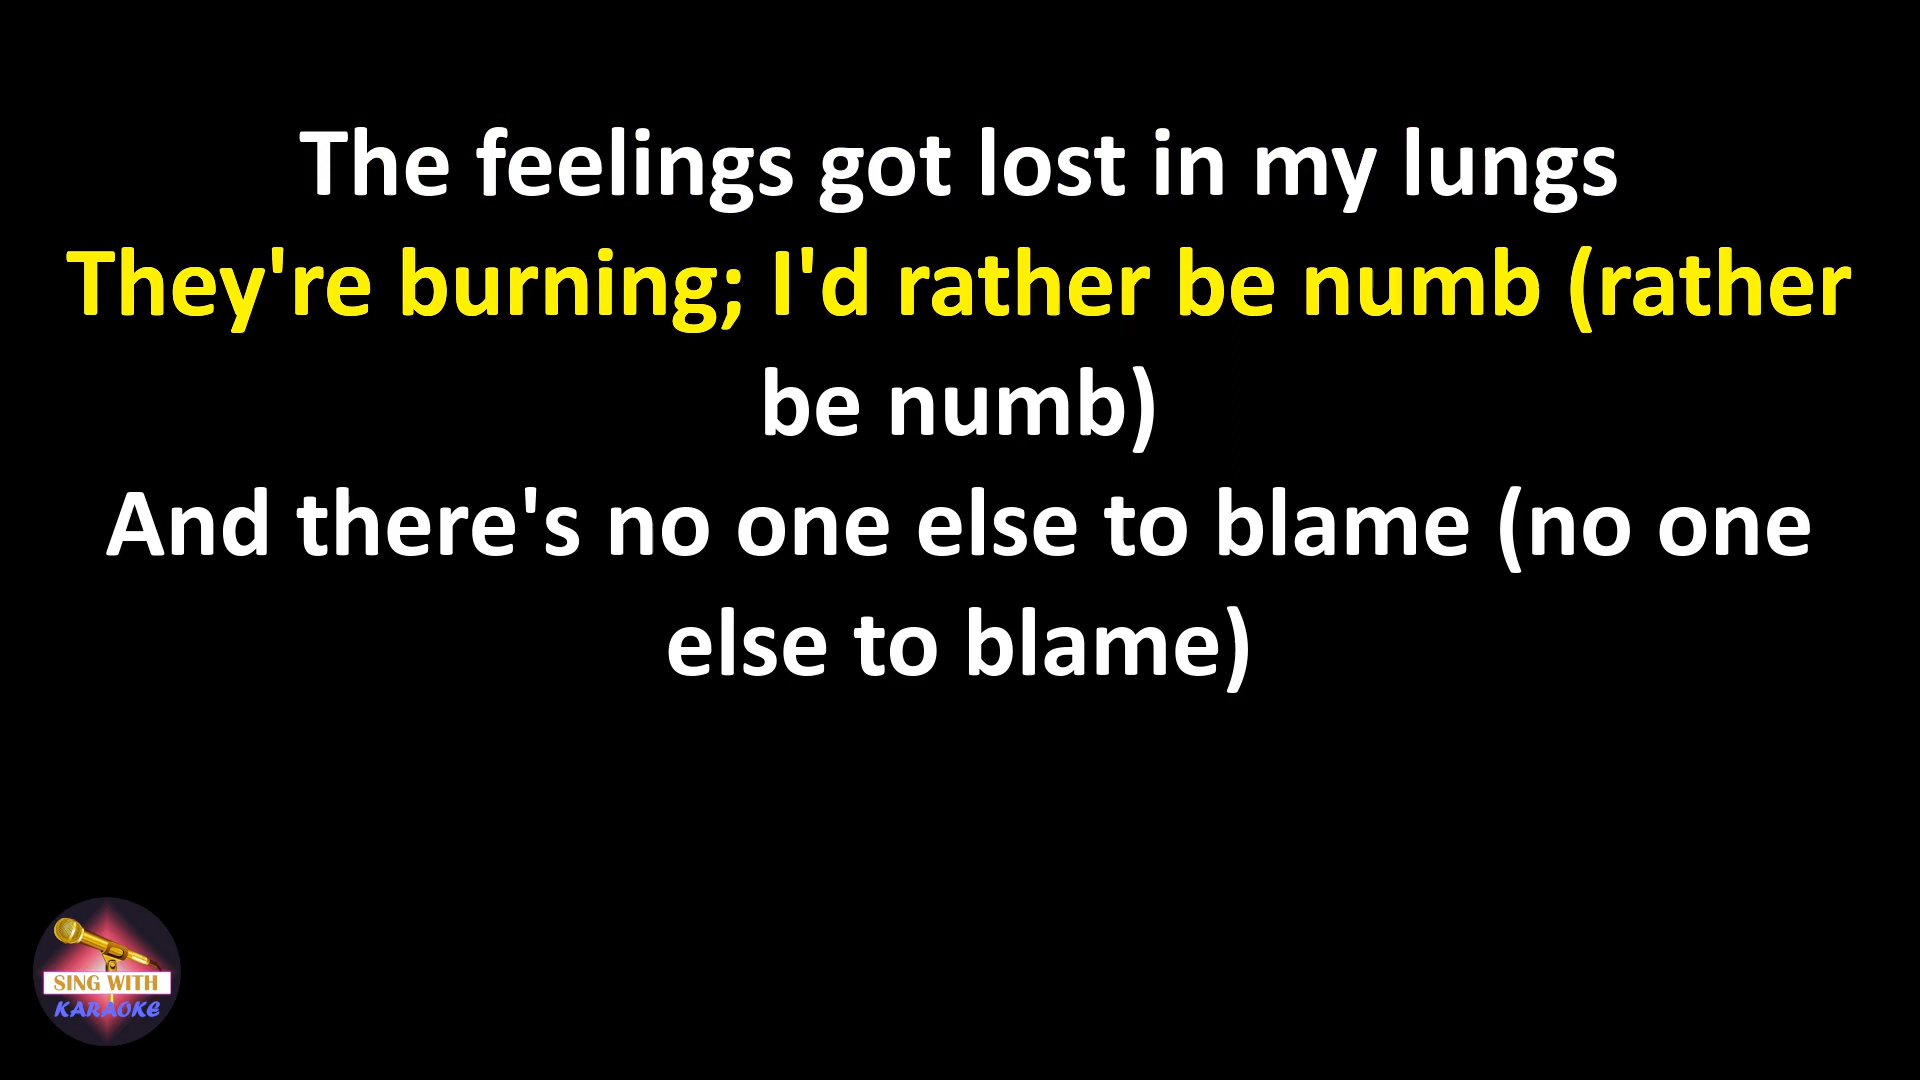 The feelings got lost in my lungs
They're burning; I'd rather be numb (rather
be numb)
And there's no one else to blame (no one
else to blame)
SING WITH
KARAOKE